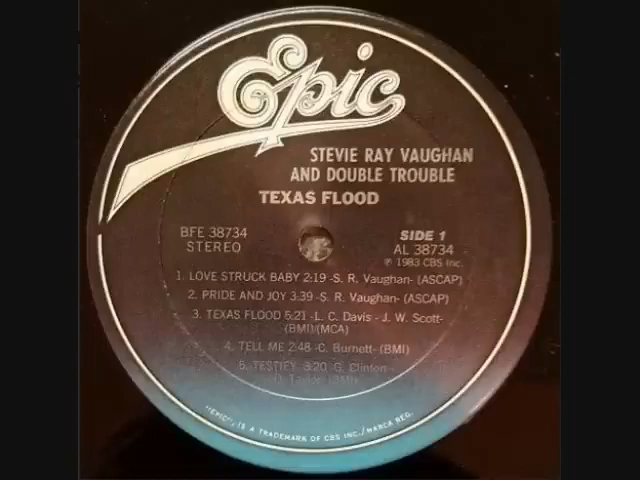 Epic
STEVIE RAY VAUGHAN
AND DOUBLE TROUBLE
TEXAS FLOOD
BFE 38734
STEREO
SIDE 1
AL 38734
℗ 1983 CBS Inc.
1. LOVE STRUCK BABY 2:19 -S. R. Vaughan- (ASCAP)
2. PRIDE AND JOY 3:39 -S. R. Vaughan- (ASCAP)
3. TEXAS FLOOD 5:21 -L. C. Davis - J. W. Scott-
(BMI)(MCA)
4. TELL ME 2:48 -C. Burnett- (BMI)
5. TESTIFY 3:20 -G. Clinton-
(BMI)
"EPIC", IS A TRADEMARK OF CBS INC./MARCA REG.